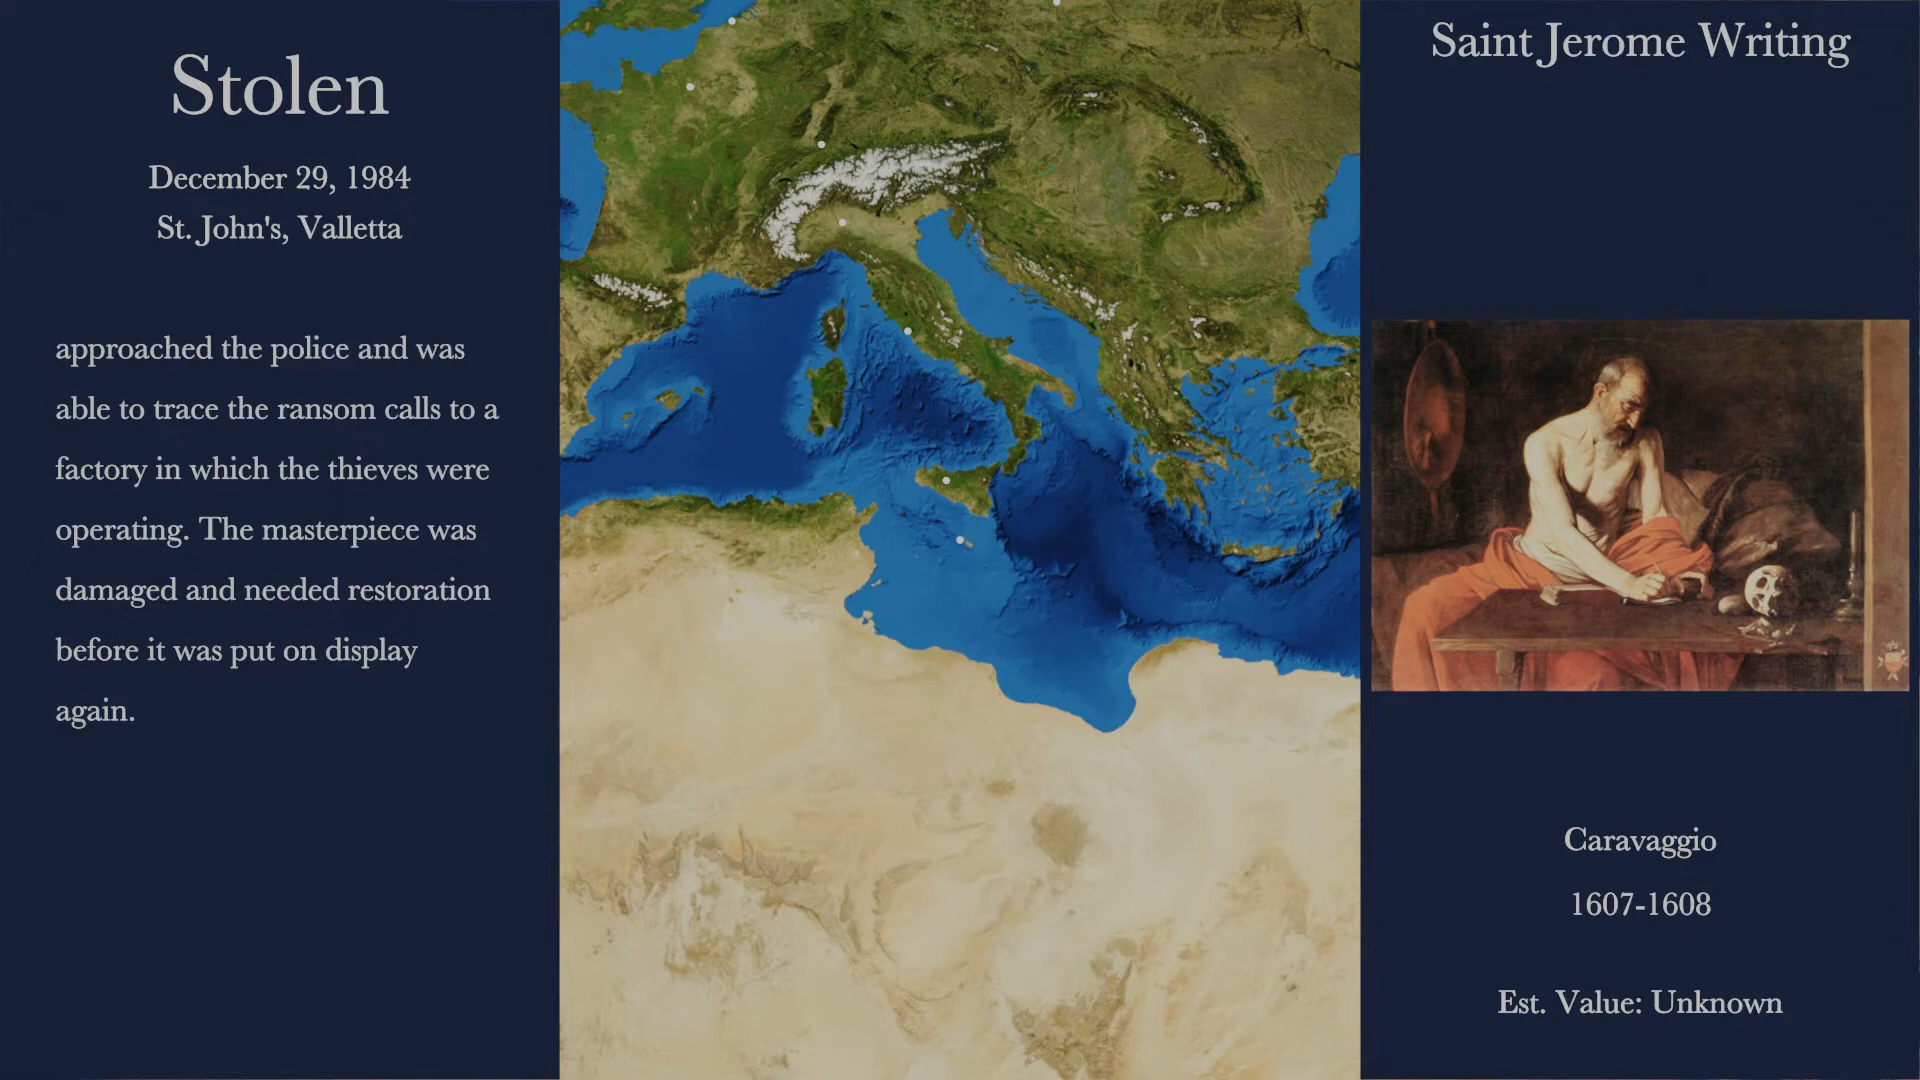 Stolen
December 29, 1984
St. John's, Valletta
approached the police and was
able to trace the ransom calls to a
factory in which the thieves were
operating. The masterpiece was
damaged and needed restoration
before it was put on display
again.
Saint Jerome Writing
Caravaggio
1607-1608
Est. Value: Unknown